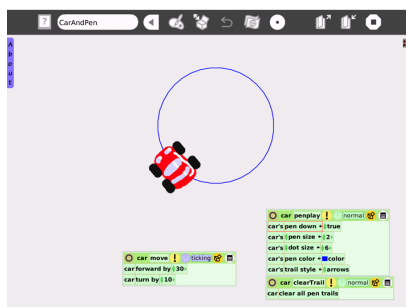 ? CarAndPen
About
car penplay ! normal
car's pen down true
car's pen size 2
car's dot size 6
car's pen color color
car's trail style arrows
car clearTrail ! normal
car clear all pen trails
car move ! ticking
car forward by 30
car turn by 10